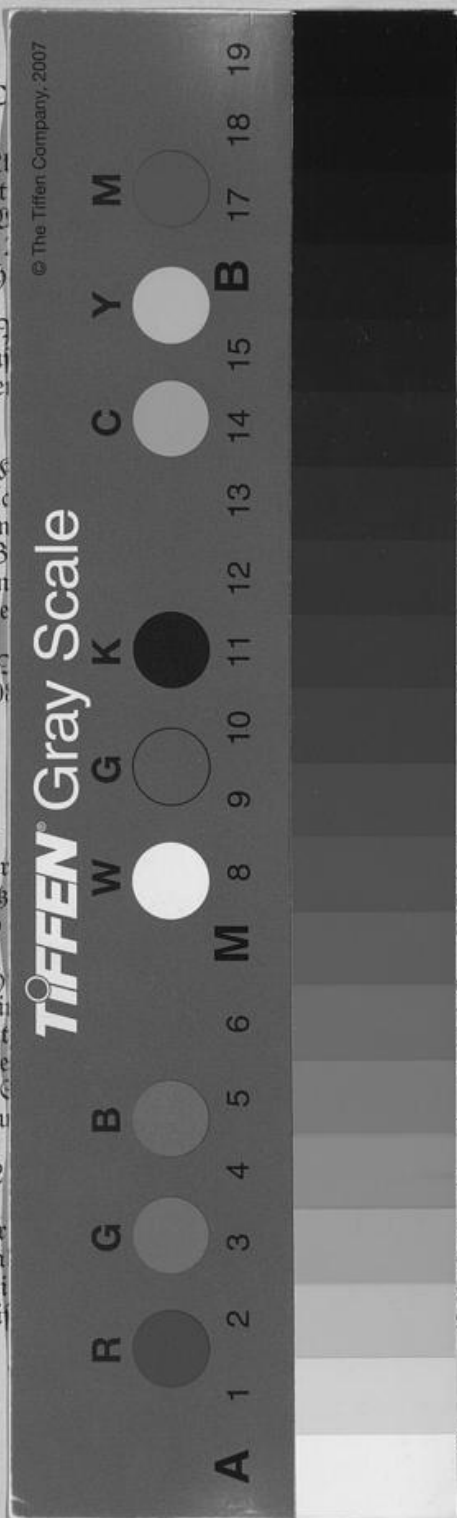 © The Tiffen Company, 2007
TIFFEN® Gray Scale
R G B W G K C Y M
A 1 2 3 4 5 6 M 8 9 10 11 12 13 14 15 B 17 18 19